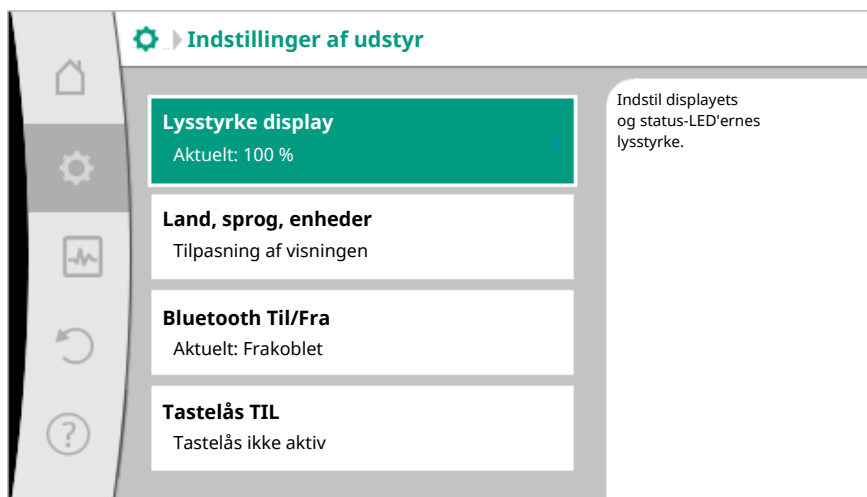 Indstillinger af udstyr
Lysstyrke display
Aktuelt: 100 %
Land, sprog, enheder
Tilpasning af visningen
Bluetooth Til/Fra
Aktuelt: Frakoblet
Tastelås TIL
Tastelås ikke aktiv
Indstil displayets
og status-LED'ernes
lysstyrke.